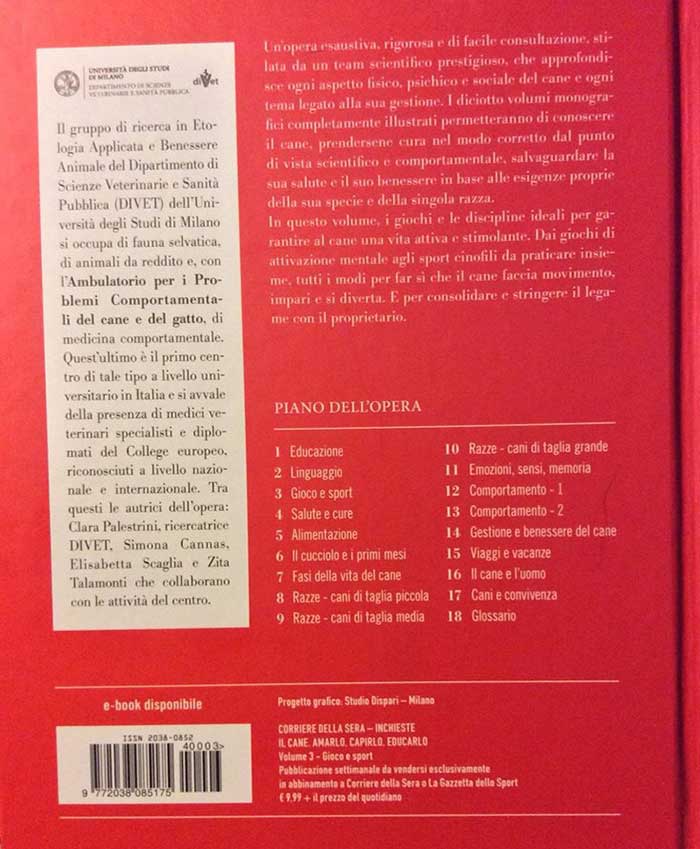 UNIVERSITÀ DEGLI STUDI
DI MILANO
DIPARTIMENTO DI SCIENZE
VETERINARIE E SANITÀ PUBBLICA
divet
Il gruppo di ricerca in Eto-
logia Applicata e Benessere
Animale del Dipartimento di
Scienze Veterinarie e Sanità
Pubblica (DIVET) dell'Uni-
versità degli Studi di Milano
si occupa di fauna selvatica,
di animali da reddito e, con
l'Ambulatorio per i Pro-
blemi Comportamenta-
li del cane e del gatto, di
medicina comportamentale.
Quest'ultimo è il primo cen-
tro di tale tipo a livello uni-
versitario in Italia e si avvale
della presenza di medici ve-
terinari specialisti e diplo-
mati del College europeo,
riconosciuti a livello nazio-
nale e internazionale. Tra
questi le autrici dell'opera:
Clara Palestrini, ricercatrice
DIVET, Simona Cannas,
Elisabetta Scaglia e Zita
Talamonti che collaborano
con le attività del centro.
Un'opera esaustiva, rigorosa e di facile consultazione, sti-
lata da un team scientifico prestigioso, che approfondi-
sce ogni aspetto fisico, psichico e sociale del cane e ogni
tema legato alla sua gestione. I diciotto volumi monogra-
fici completamente illustrati permetteranno di conoscere
il cane, prendersene cura nel modo corretto dal punto
di vista scientifico e comportamentale, salvaguardare la
sua salute e il suo benessere in base alle esigenze proprie
della sua specie e della singola razza.
In questo volume, i giochi e le discipline ideali per ga-
rantire al cane una vita attiva e stimolante. Dai giochi di
attivazione mentale agli sport cinofili da praticare insie-
me, tutti i modi per far sì che il cane faccia movimento,
impari e si diverta. E per consolidare e stringere il lega-
me con il proprietario.
PIANO DELL'OPERA
1 Educazione
2 Linguaggio
3 Gioco e sport
4 Salute e cure
5 Alimentazione
6 Il cucciolo e i primi mesi
7 Fasi della vita del cane
8 Razze - cani di taglia piccola
9 Razze - cani di taglia media
10 Razze - cani di taglia grande
11 Emozioni, sensi, memoria
12 Comportamento - 1
13 Comportamento - 2
14 Gestione e benessere del cane
15 Viaggi e vacanze
16 Il cane e l'uomo
17 Cani e convivenza
18 Glossario
e-book disponibile
ISSN 2038-0852
40003>
9 772038 085175
Progetto grafico: Studio Dispari – Milano
CORRIERE DELLA SERA – INCHIESTE
IL CANE. AMARLO, CAPIRLO, EDUCARLO
Volume 3 - Gioco e sport
Pubblicazione settimanale da vendersi esclusivamente
in abbinamento a Corriere della Sera o La Gazzetta dello Sport
€ 9,99 + il prezzo del quotidiano